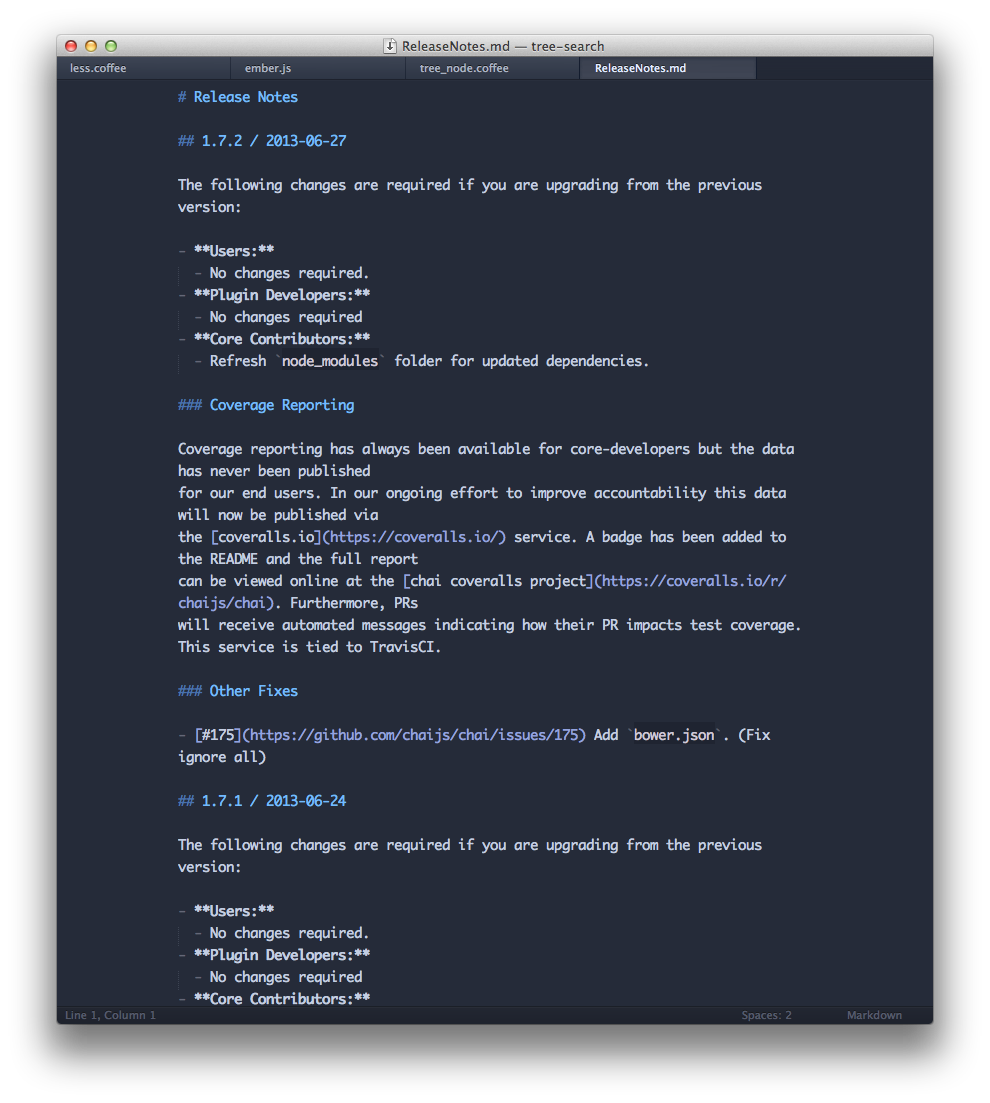 ReleaseNotes.md — tree-search
less.coffee ember.js tree_node.coffee ReleaseNotes.md
# Release Notes
## 1.7.2 / 2013-06-27
The following changes are required if you are upgrading from the previous
version:
- **Users:**
- No changes required.
- **Plugin Developers:**
- No changes required
- **Core Contributors:**
- Refresh `node_modules` folder for updated dependencies.
### Coverage Reporting
Coverage reporting has always been available for core-developers but the data
has never been published
for our end users. In our ongoing effort to improve accountability this data
will now be published via
the [coveralls.io](https://coveralls.io/) service. A badge has been added to
the README and the full report
can be viewed online at the [chai coveralls project](https://coveralls.io/r/
chaijs/chai). Furthermore, PRs
will receive automated messages indicating how their PR impacts test coverage.
This service is tied to TravisCI.
### Other Fixes
- [#175](https://github.com/chaijs/chai/issues/175) Add `bower.json`. (Fix
ignore all)
## 1.7.1 / 2013-06-24
The following changes are required if you are upgrading from the previous
version:
- **Users:**
- No changes required.
- **Plugin Developers:**
- No changes required
- **Core Contributors:**
Line 1, Column 1 Spaces: 2 Markdown